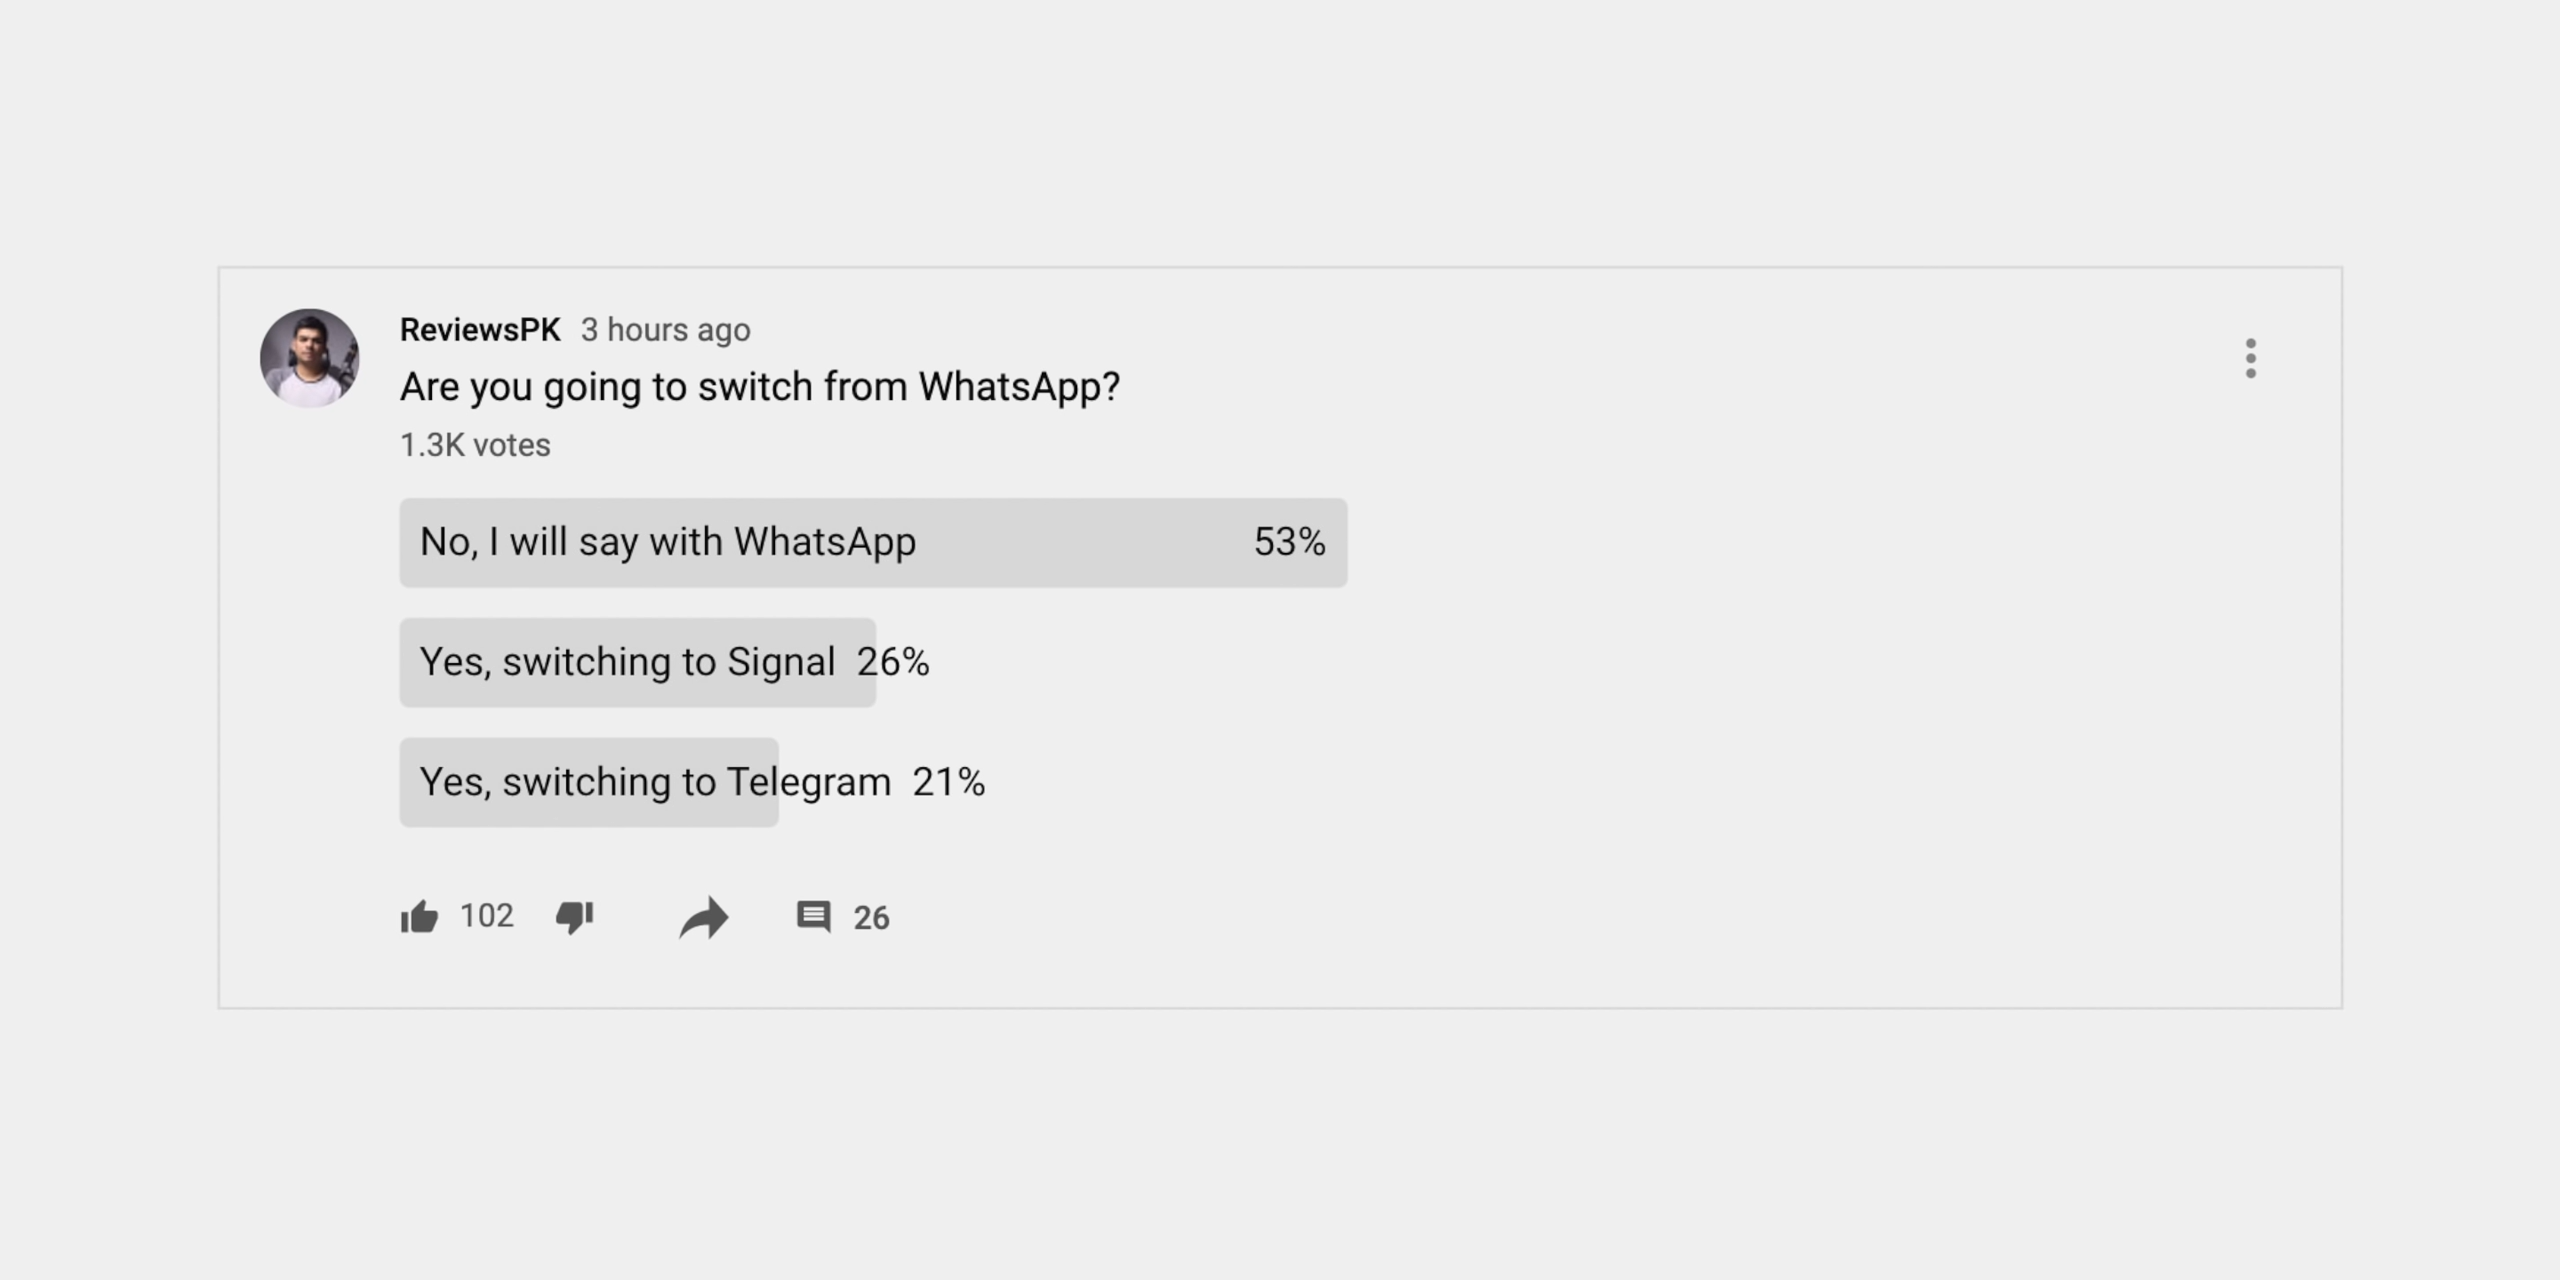 ReviewsPK 3 hours ago
Are you going to switch from WhatsApp?
1.3K votes
No, I will say with WhatsApp 53%
Yes, switching to Signal 26%
Yes, switching to Telegram 21%
102 26